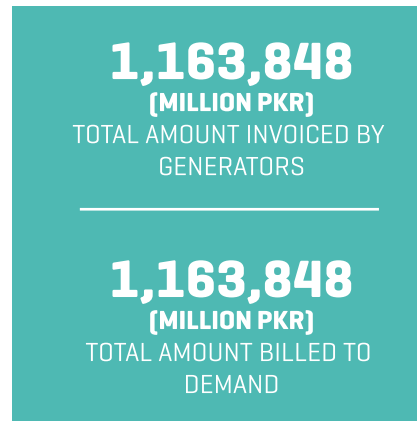 1,163,848
(MILLION PKR)
TOTAL AMOUNT INVOICED BY
GENERATORS
1,163,848
(MILLION PKR)
TOTAL AMOUNT BILLED TO
DEMAND